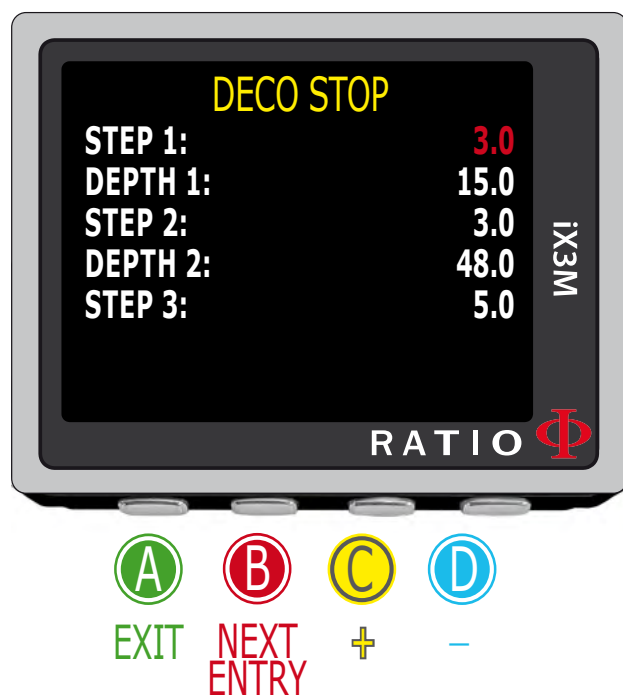 DECO STOP
STEP 1: 3.0
DEPTH 1: 15.0
STEP 2: 3.0
DEPTH 2: 48.0
STEP 3: 5.0
iX3M
RATIO
A B C D
EXIT NEXT ENTRY + –